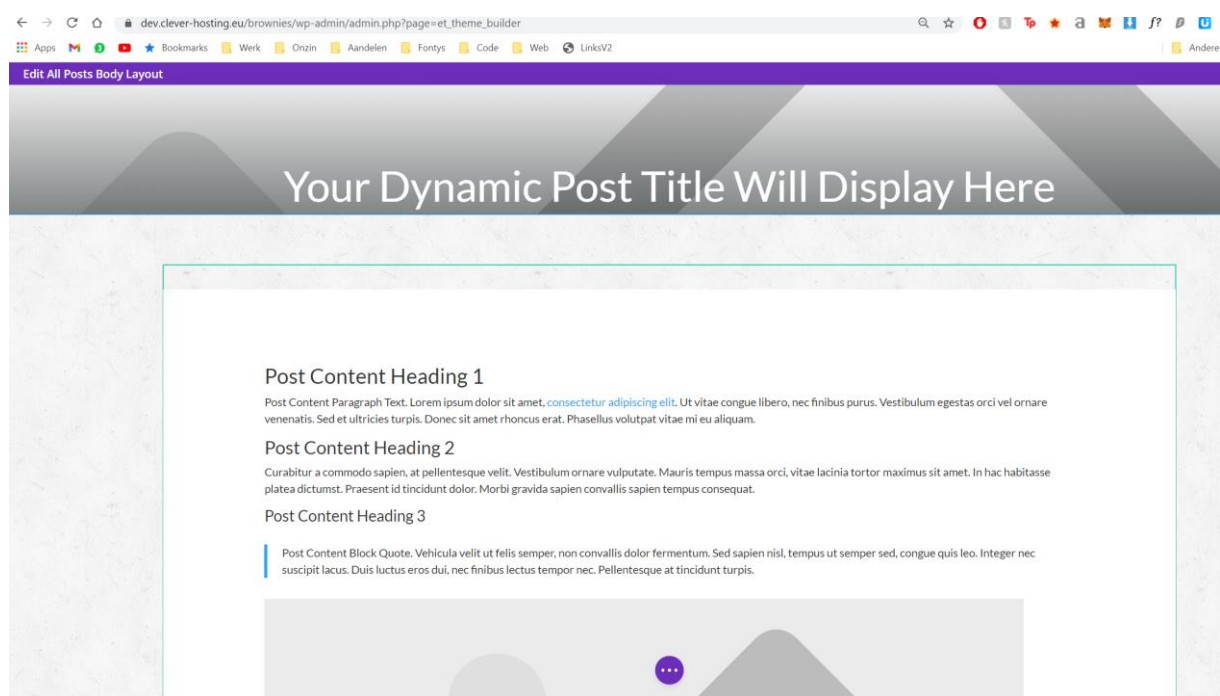 dev.clever-hosting.eu/brownies/wp-admin/admin.php?page=et_theme_builder
Apps Bookmarks Werk Onzin Aandelen Fontys Code Web LinksV2 Andere
Edit All Posts Body Layout
Your Dynamic Post Title Will Display Here
Post Content Heading 1
Post Content Paragraph Text. Lorem ipsum dolor sit amet, consectetur adipiscing elit. Ut vitae congue libero, nec finibus purus. Vestibulum egestas orci vel ornare
venenatis. Sed et ultricies turpis. Donec sit amet rhoncus erat. Phasellus volutpat vitae mi eu aliquam.
Post Content Heading 2
Curabitur a commodo sapien, at pellentesque velit. Vestibulum ornare vulputate. Mauris tempus massa orci, vitae lacinia tortor maximus sit amet. In hac habitasse
platea dictumst. Praesent id tincidunt dolor. Morbi gravida sapien convallis sapien tempus consequat.
Post Content Heading 3
Post Content Block Quote. Vehicula velit ut felis semper, non convallis dolor fermentum. Sed sapien nisl, tempus ut semper sed, congue quis leo. Integer nec
suscipit lacus. Duis luctus eros dui, nec finibus lectus tempor nec. Pellentesque at tincidunt turpis.